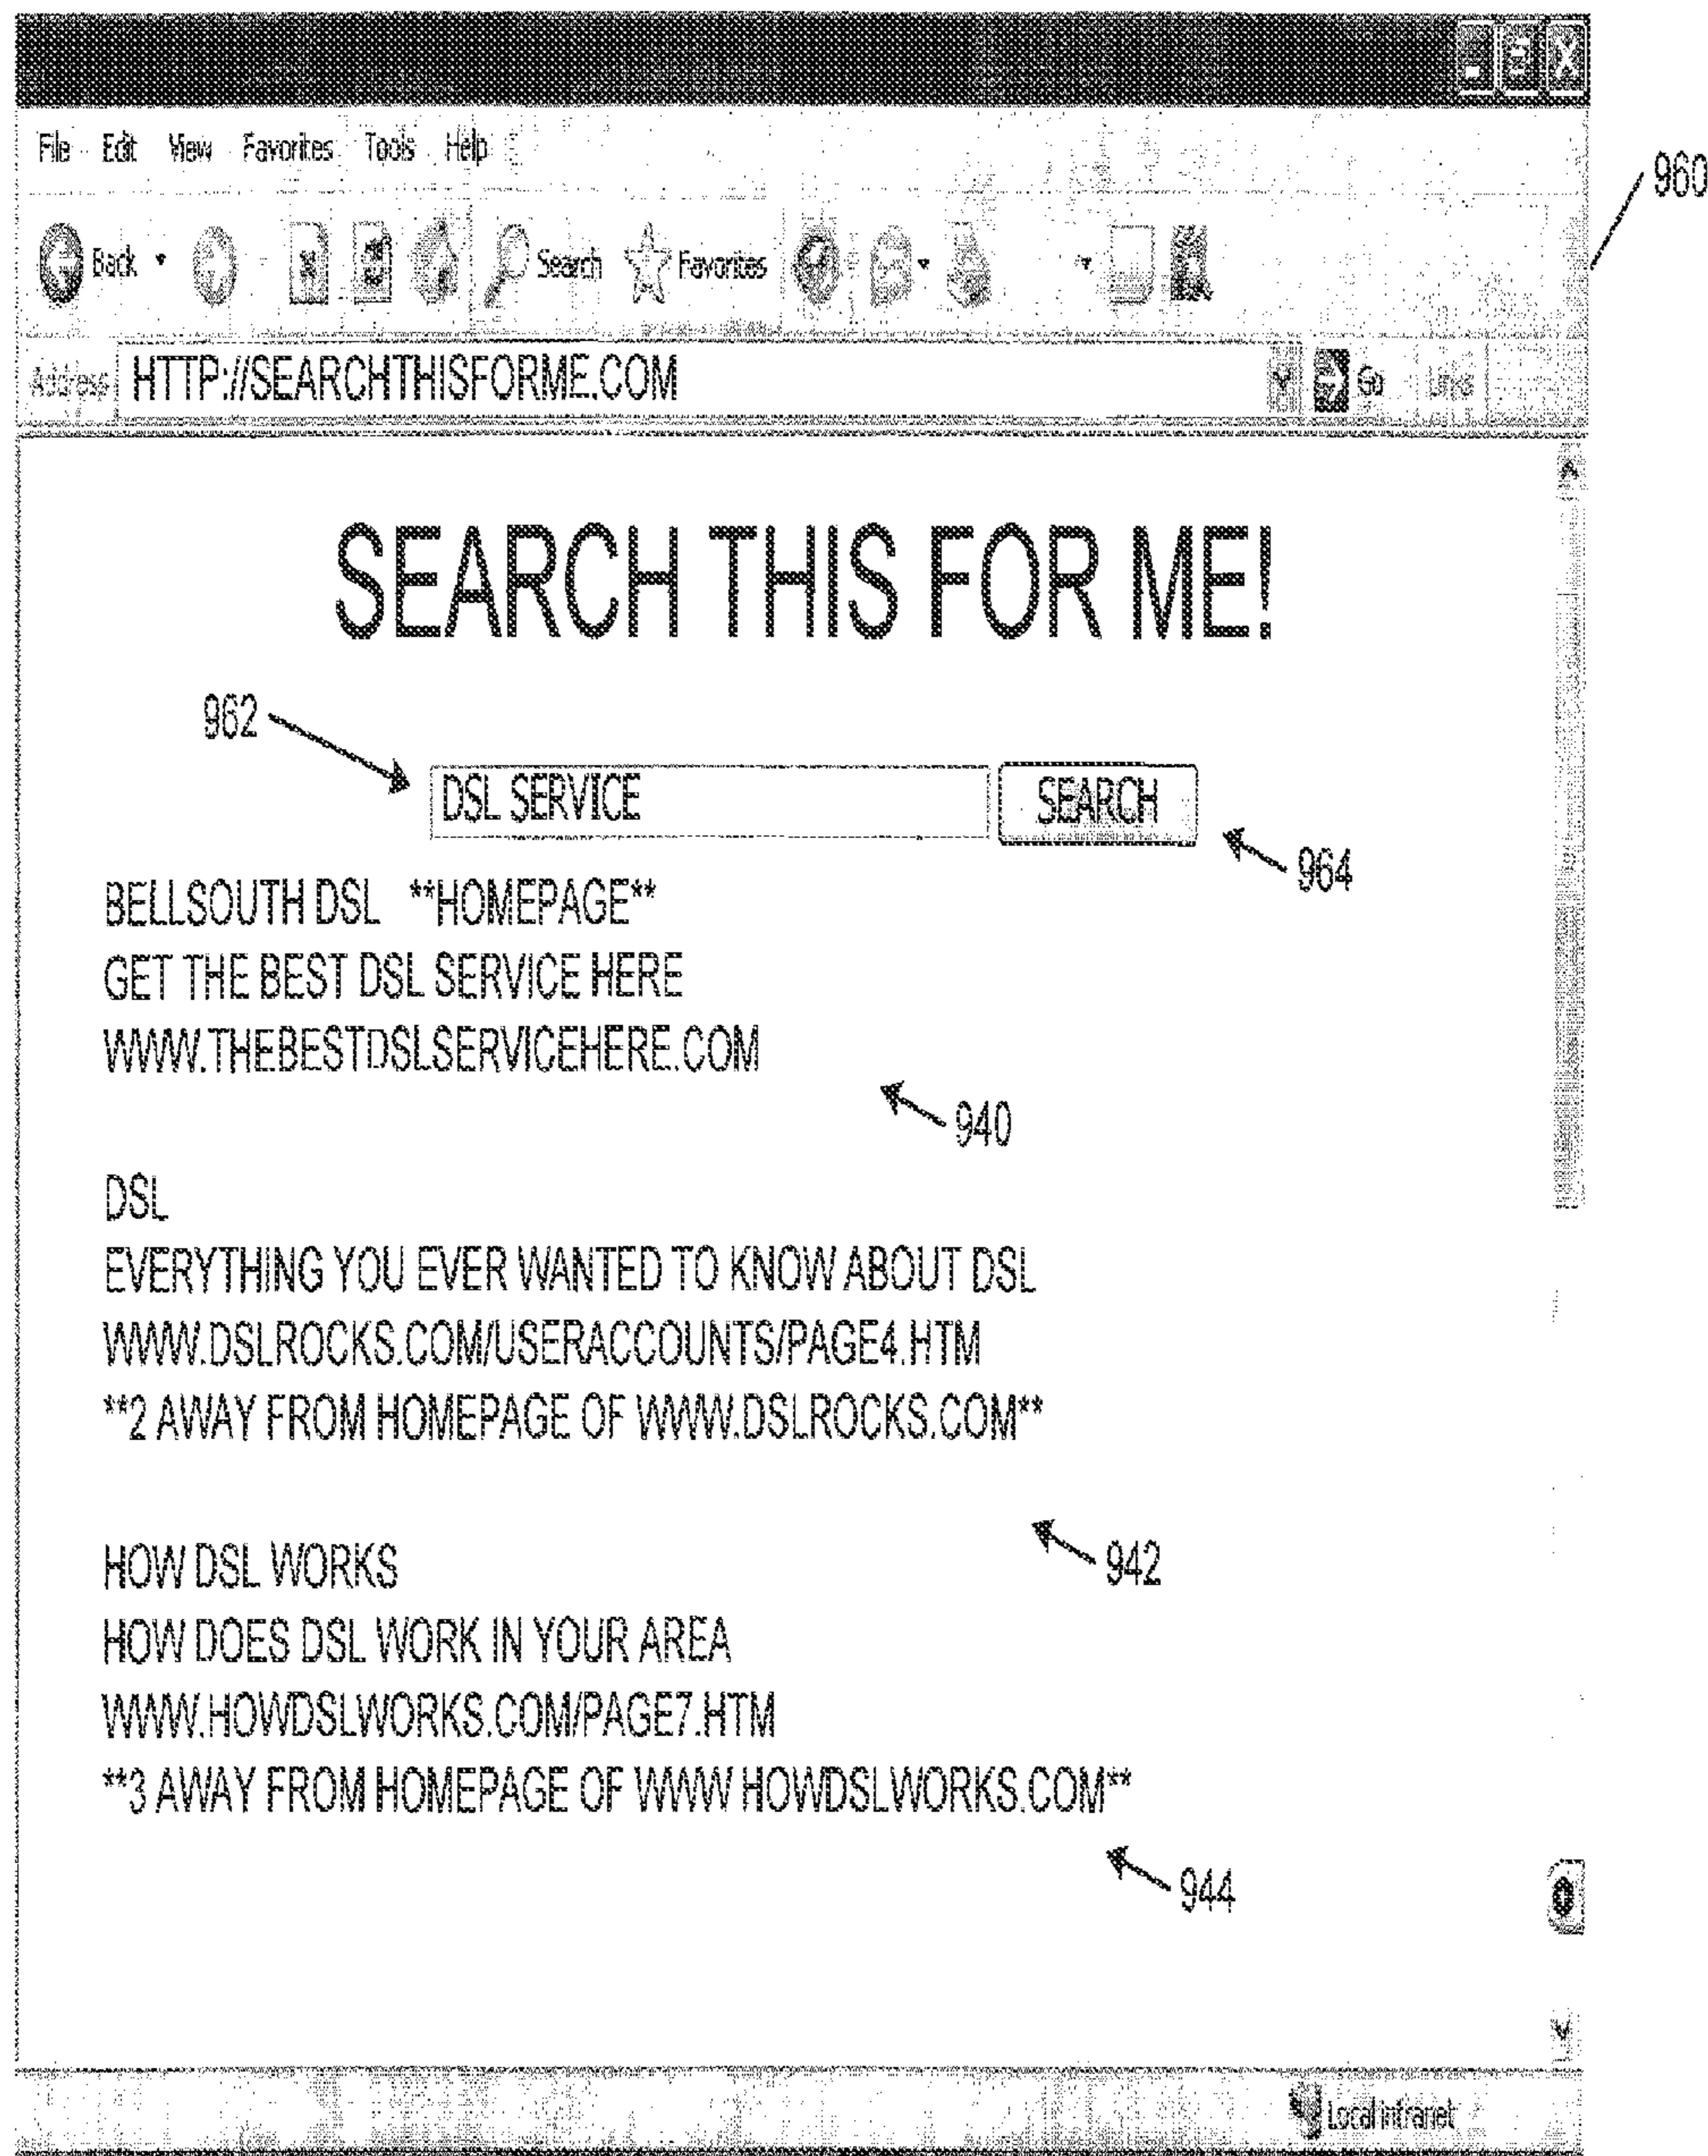 File Edit View Favorites Tools Help
960
Back Search Favorites
Address HTTP://SEARCHTHISFORME.COM Go Links
SEARCH THIS FOR ME!
962
DSL SERVICE SEARCH
964
BELLSOUTH DSL **HOMEPAGE**
GET THE BEST DSL SERVICE HERE
WWW.THEBESTDSLSERVICEHERE.COM
940
DSL
EVERYTHING YOU EVER WANTED TO KNOW ABOUT DSL
WWW.DSLROCKS.COM/USERACCOUNTS/PAGE4.HTM
**2 AWAY FROM HOMEPAGE OF WWW.DSLROCKS.COM**
942
HOW DSL WORKS
HOW DOES DSL WORK IN YOUR AREA
WWW.HOWDSLWORKS.COM/PAGE7.HTM
**3 AWAY FROM HOMEPAGE OF WWW HOWDSLWORKS.COM**
944
Local intranet